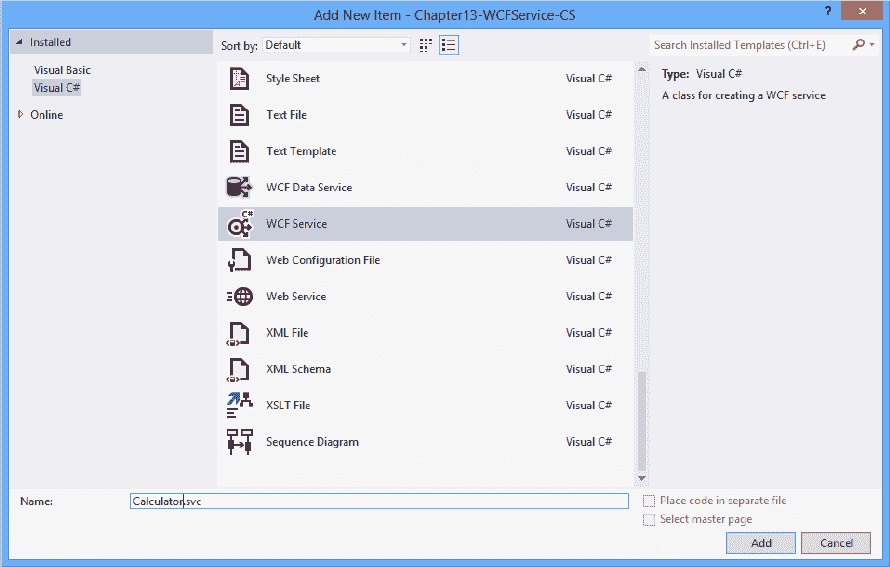 Add New Item - Chapter13-WCFService-CS
?
Installed
Visual Basic
Visual C#
Online
Sort by: Default
Search Installed Templates (Ctrl+E)
Style Sheet Visual C#
Text File Visual C#
Text Template Visual C#
WCF Data Service Visual C#
C#
WCF Service Visual C#
Web Configuration File Visual C#
Web Service Visual C#
XML File Visual C#
XML Schema Visual C#
XSLT File Visual C#
Sequence Diagram Visual C#
Type: Visual C#
A class for creating a WCF service
Name: Calculator.svc
Place code in separate file
Select master page
Add Cancel